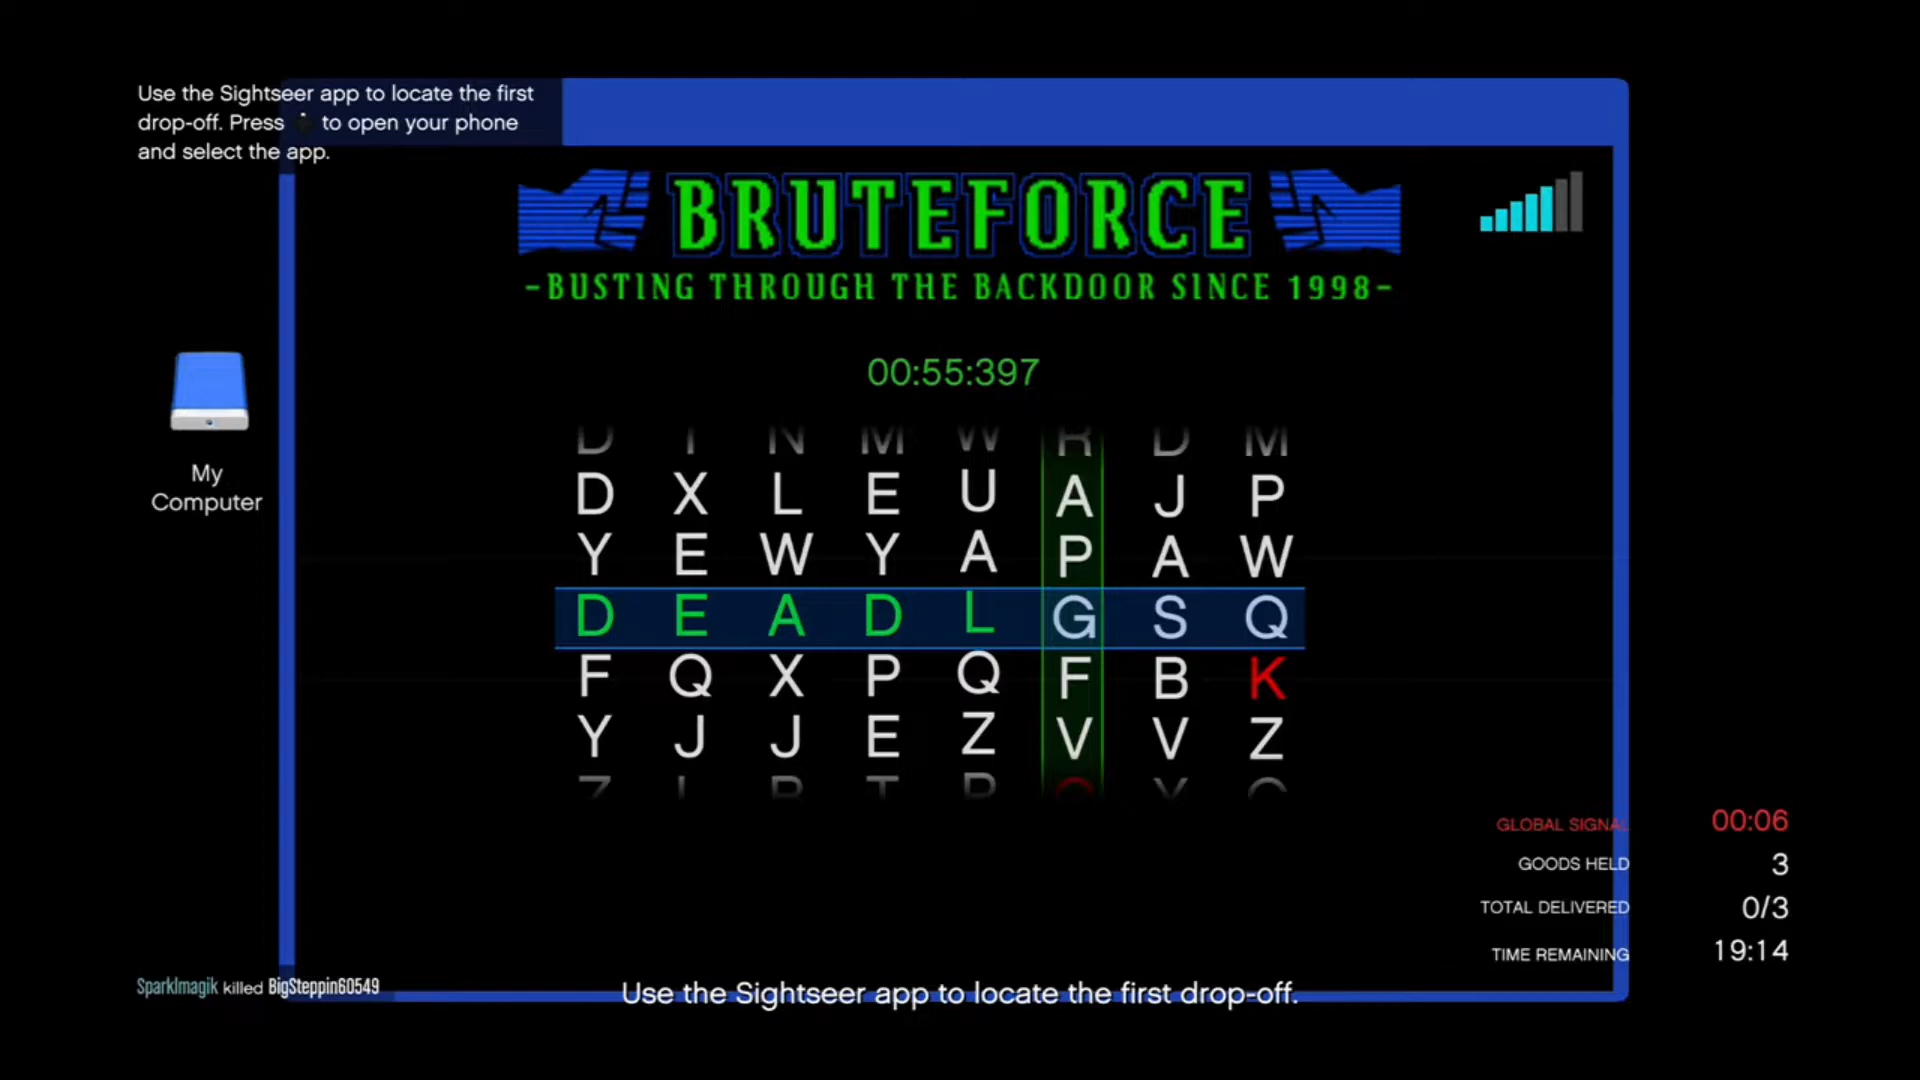 Use the Sightseer app to locate the first
drop-off. Press to open your phone
and select the app.
BRUTEFORCE
-BUSTING THROUGH THE BACKDOOR SINCE 1998-
00:55:397
My
Computer
D X L E U A J P
Y E W Y A P A W
D E A D L G S Q
F Q X P Q F B K
Y J J E Z V V Z
GLOBAL SIGNAL 00:06
GOODS HELD 3
TOTAL DELIVERED 0/3
TIME REMAINING 19:14
SparkImagik killed BigSteppin60549
Use the Sightseer app to locate the first drop-off.